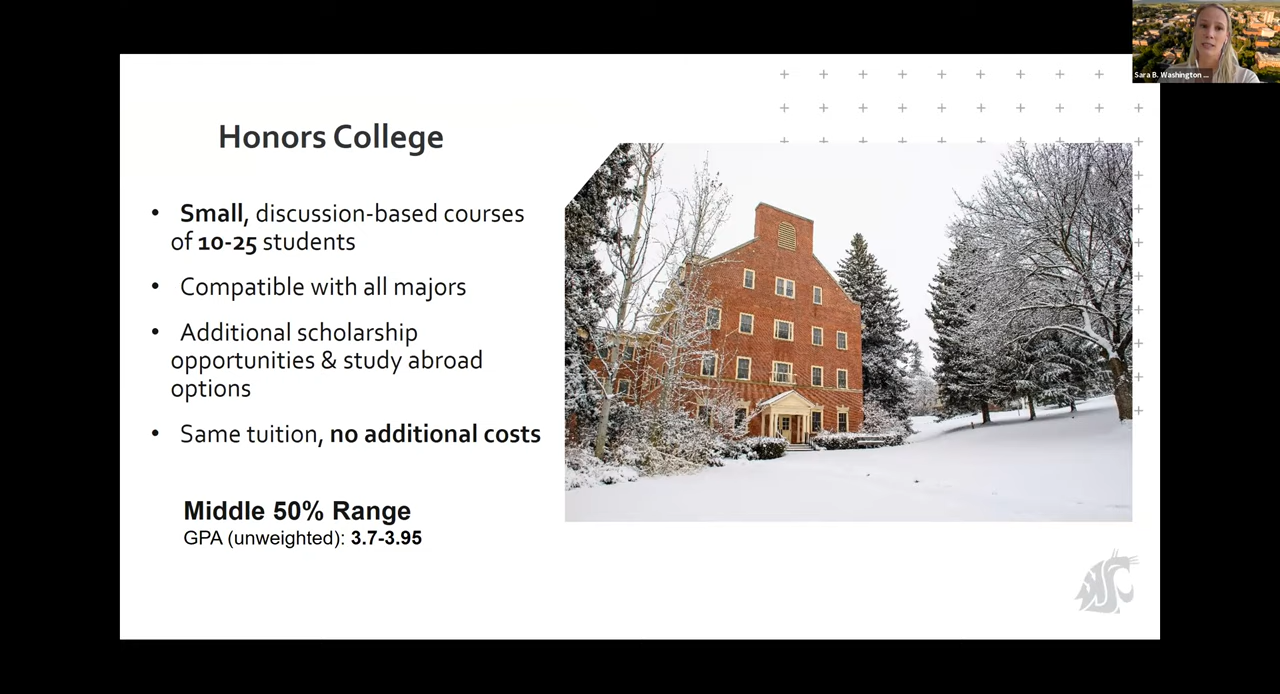 Sara B. Washington ...
Honors College
• Small, discussion-based courses
of 10-25 students
• Compatible with all majors
• Additional scholarship
opportunities & study abroad
options
• Same tuition, no additional costs
Middle 50% Range
GPA (unweighted): 3.7-3.95
WSC